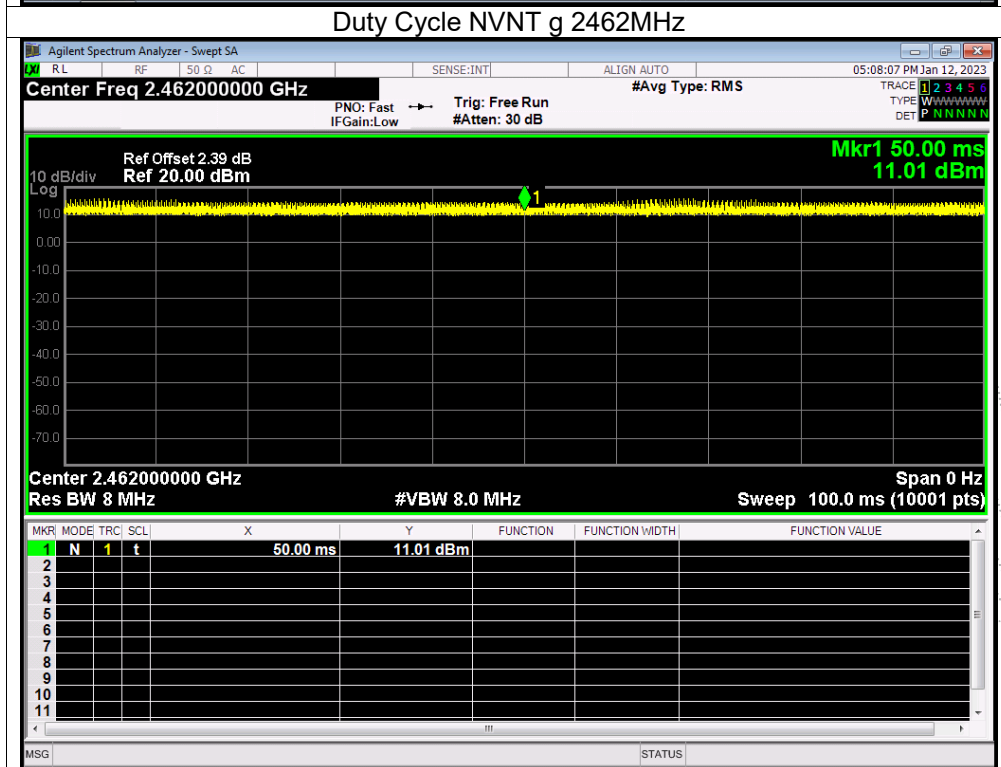 Duty Cycle NVNT g 2462MHz
Agilent Spectrum Analyzer - Swept SA
LXI RL RF 50 Ω AC SENSE:INT ALIGN AUTO 05:08:07 PM Jan 12, 2023
Center Freq 2.462000000 GHz #Avg Type: RMS TRACE 1 2 3 4 5 6
PNO: Fast Trig: Free Run TYPE WWWWWW
IFGain:Low #Atten: 30 dB DET P N N N N N
Mkr1 50.00 ms
Ref Offset 2.39 dB
10 dB/div Ref 20.00 dBm 11.01 dBm
Log
1
10.0
0.00
-10.0
-20.0
-30.0
-40.0
-50.0
-60.0
-70.0
Center 2.462000000 GHz Span 0 Hz
Res BW 8 MHz #VBW 8.0 MHz Sweep 100.0 ms (10001 pts)
MKR MODE TRC SCL X Y FUNCTION FUNCTION WIDTH FUNCTION VALUE
1 N 1 t 50.00 ms 11.01 dBm
2
3
4
5
6
7
8
9
10
11
MSG STATUS